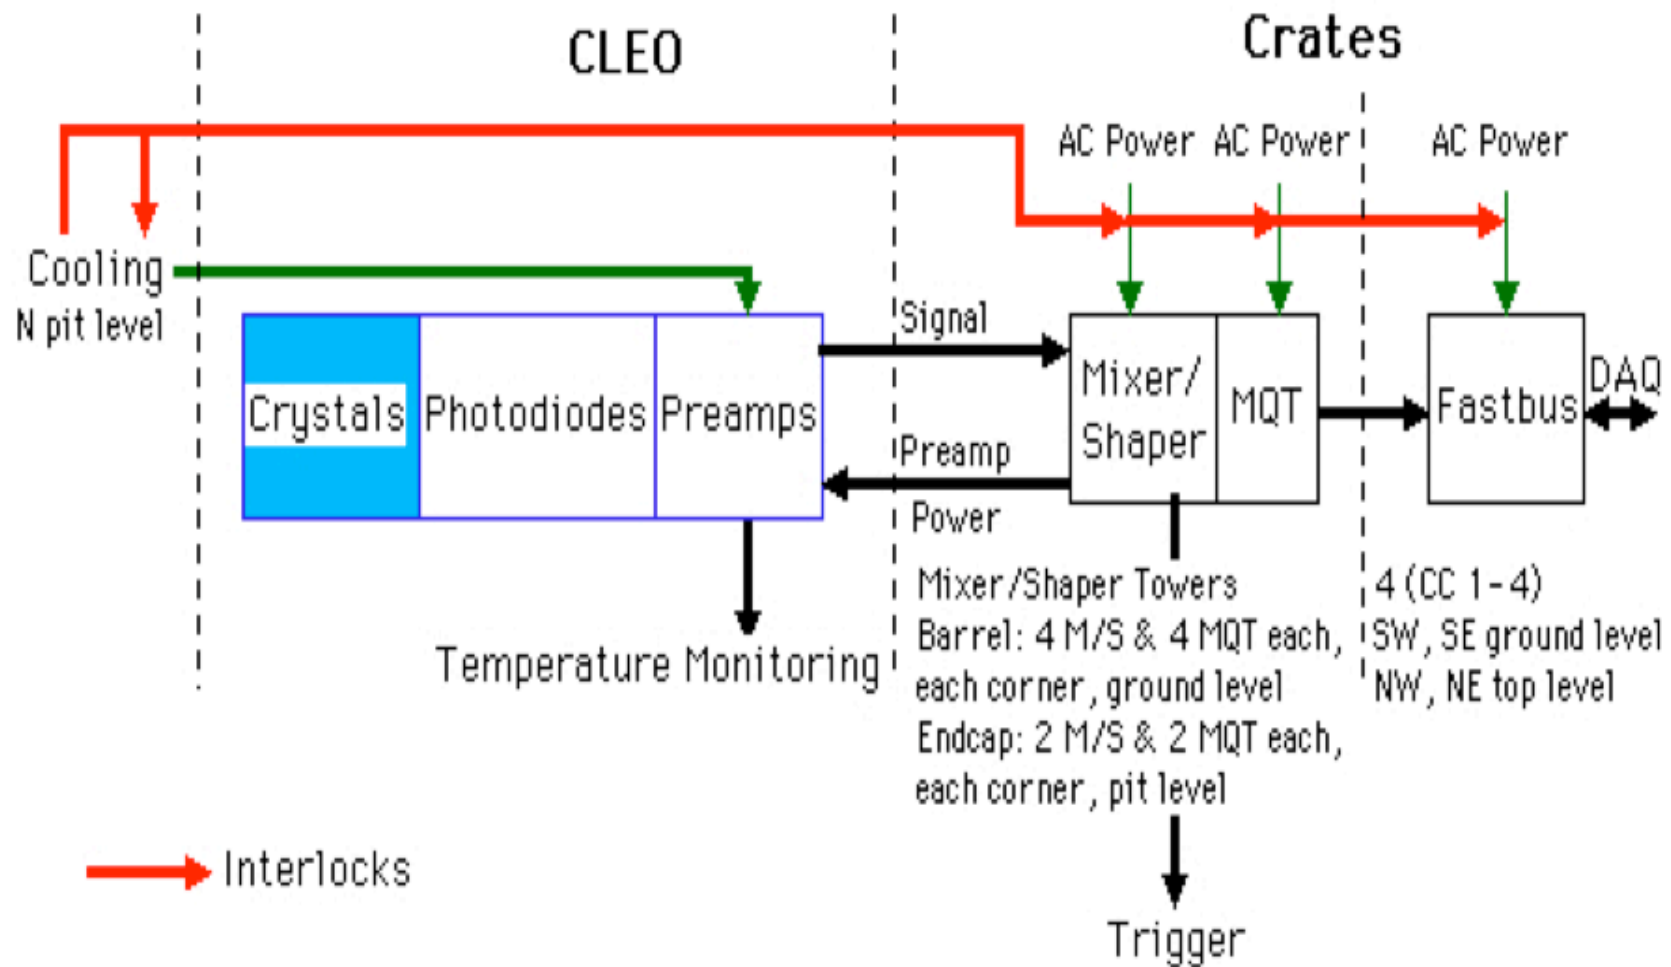 CLEO
Crates
AC Power
AC Power
AC Power
Cooling
N pit level
Signal
Crystals
Photodiodes
Preamps
Mixer/
Shaper
MQT
Fastbus
DAQ
Preamp
Power
Temperature Monitoring
Mixer/Shaper Towers
Barrel: 4 M/S & 4 MQT each,
each corner, ground level
Endcap: 2 M/S & 2 MQT each,
each corner, pit level
4 (CC 1-4)
SW, SE ground level
NW, NE top level
Interlocks
Trigger